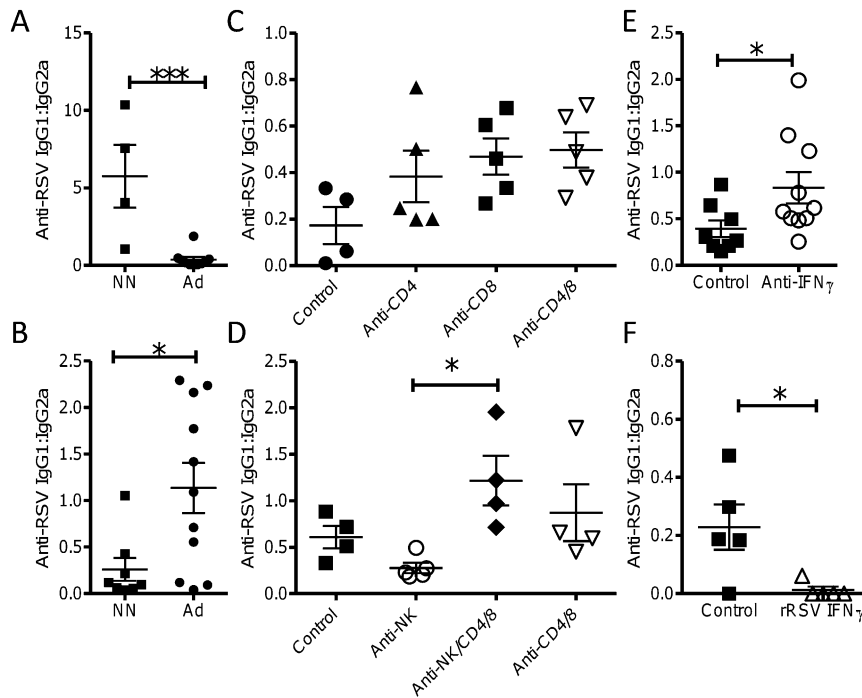 A
Anti-RSV IgG1:IgG2a
15
10
5
0
***
NN
Ad
C
Anti-RSV IgG1:IgG2a
1.0
0.8
0.6
0.4
0.2
0.0
Control
Anti-CD4
Anti-CD8
Anti-CD4/8
E
Anti-RSV IgG1:IgG2a
2.5
2.0
1.5
1.0
0.5
0.0
*
Control
Anti-IFNγ
B
Anti-RSV IgG1:IgG2a
2.5
2.0
1.5
1.0
0.5
0.0
*
NN
Ad
D
Anti-RSV IgG1:IgG2a
2.5
2.0
1.5
1.0
0.5
0.0
*
Control
Anti-NK
Anti-NK/CD4/8
Anti-CD4/8
F
Anti-RSV IgG1:IgG2a
0.8
0.6
0.4
0.2
0.0
*
Control
rRSV IFNγ